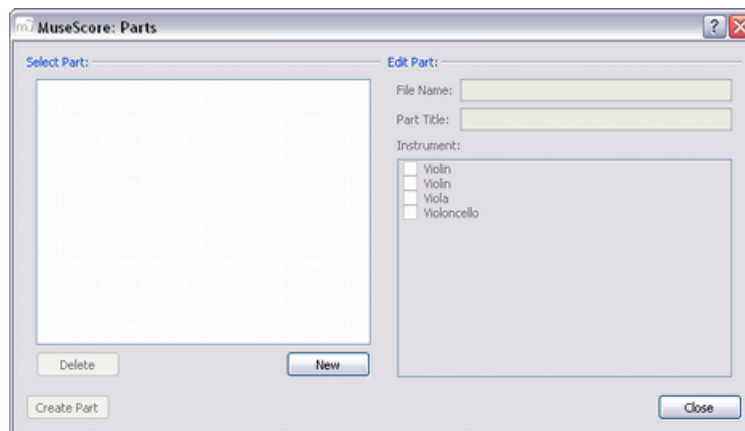 MuseScore: Parts
Select Part:
Delete
New
Create Part
Edit Part:
File Name:
Part Title:
Instrument:
Violin
Violin
Viola
Violoncello
Close